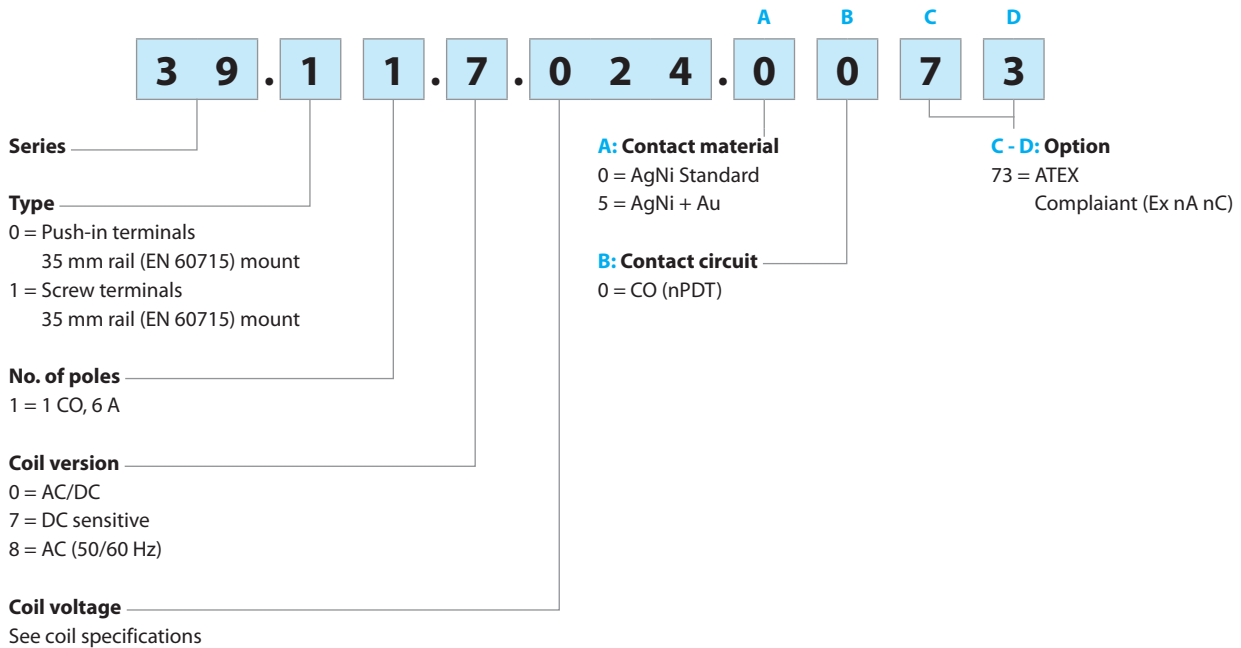 A B C D
3 9 . 1 1 . 7 . 0 2 4 . 0 0 7 3
Series
Type
0 = Push-in terminals
35 mm rail (EN 60715) mount
1 = Screw terminals
35 mm rail (EN 60715) mount
No. of poles
1 = 1 CO, 6 A
Coil version
0 = AC/DC
7 = DC sensitive
8 = AC (50/60 Hz)
Coil voltage
See coil specifications
A: Contact material
0 = AgNi Standard
5 = AgNi + Au
B: Contact circuit
0 = CO (nPDT)
C - D: Option
73 = ATEX
Complaiant (Ex nA nC)